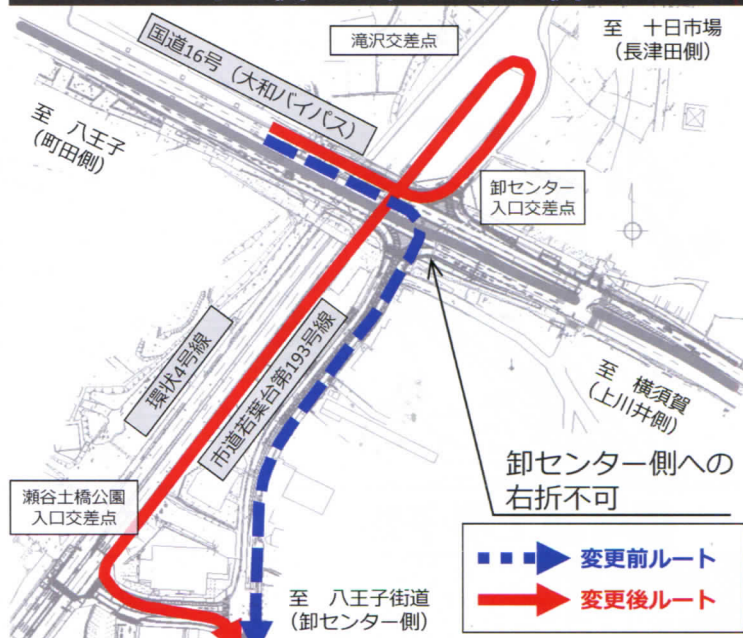 滝沢交差点
至 十日市場
(長津田側)
国道16号(大和バイパス)
至 八王子
(町田側)
卸センター
入口交差点
環状4号線
市道若葉台第193号線
至 横須賀
(上川井側)
卸センター側への
右折不可
瀬谷土橋公園
入口交差点
至 八王子街道
(卸センター側)
変更前ルート
変更後ルート